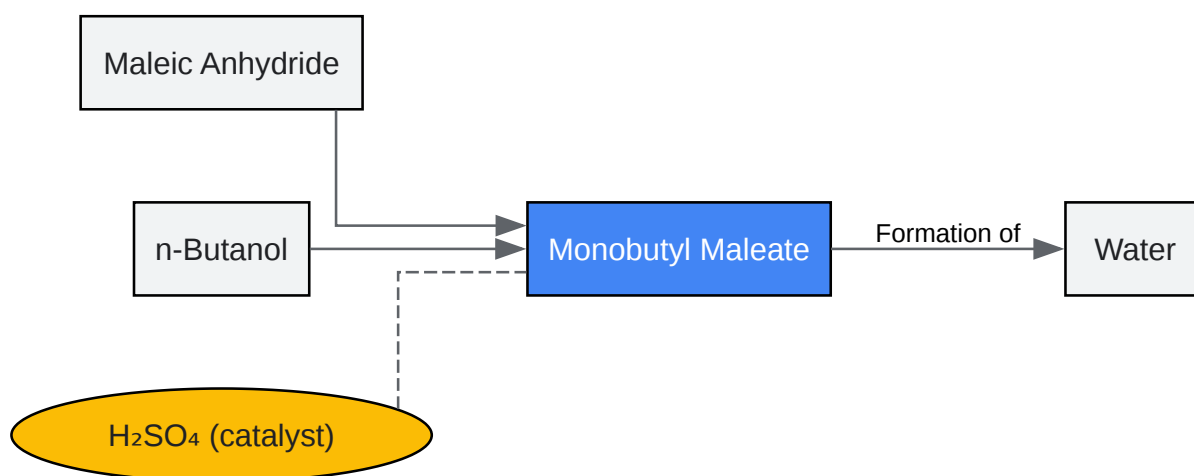 Maleic Anhydride
n-Butanol
Monobutyl Maleate
Formation of
Water
H₂SO₄ (catalyst)